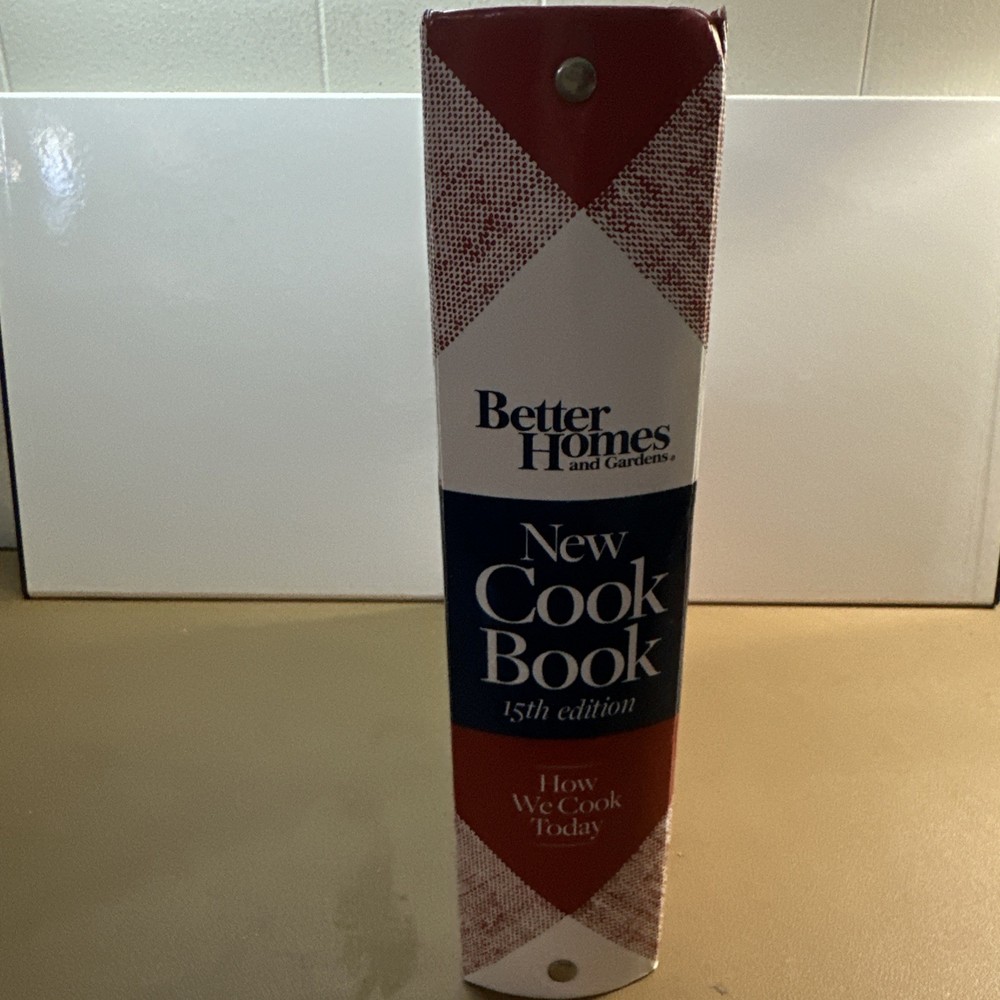 Better
Homes
and Gardens®
New
Cook
Book
15th edition
How
We Cook
Today